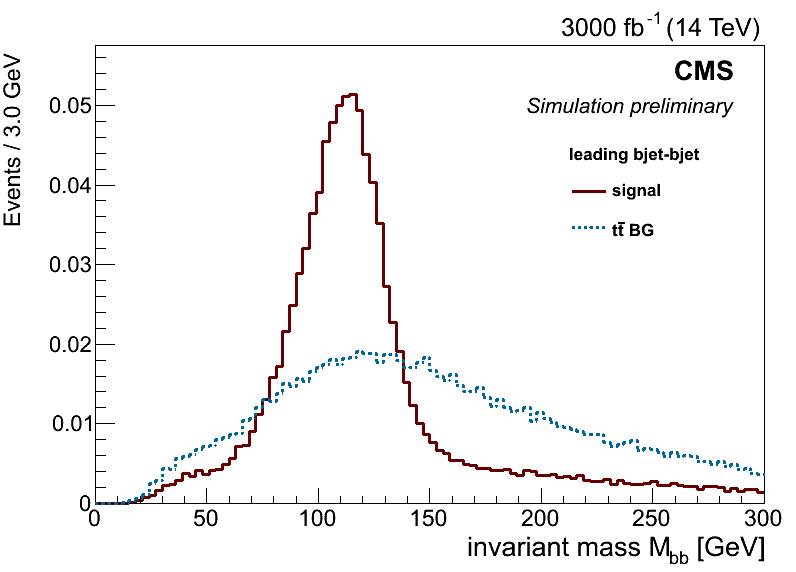 3000 fb⁻¹ (14 TeV)
Events / 3.0 GeV
CMS
Simulation preliminary
leading bjet-bjet
signal
tt̄ BG
0.05
0.04
0.03
0.02
0.01
0
0 50 100 150 200 250 300
invariant mass M_bb [GeV]